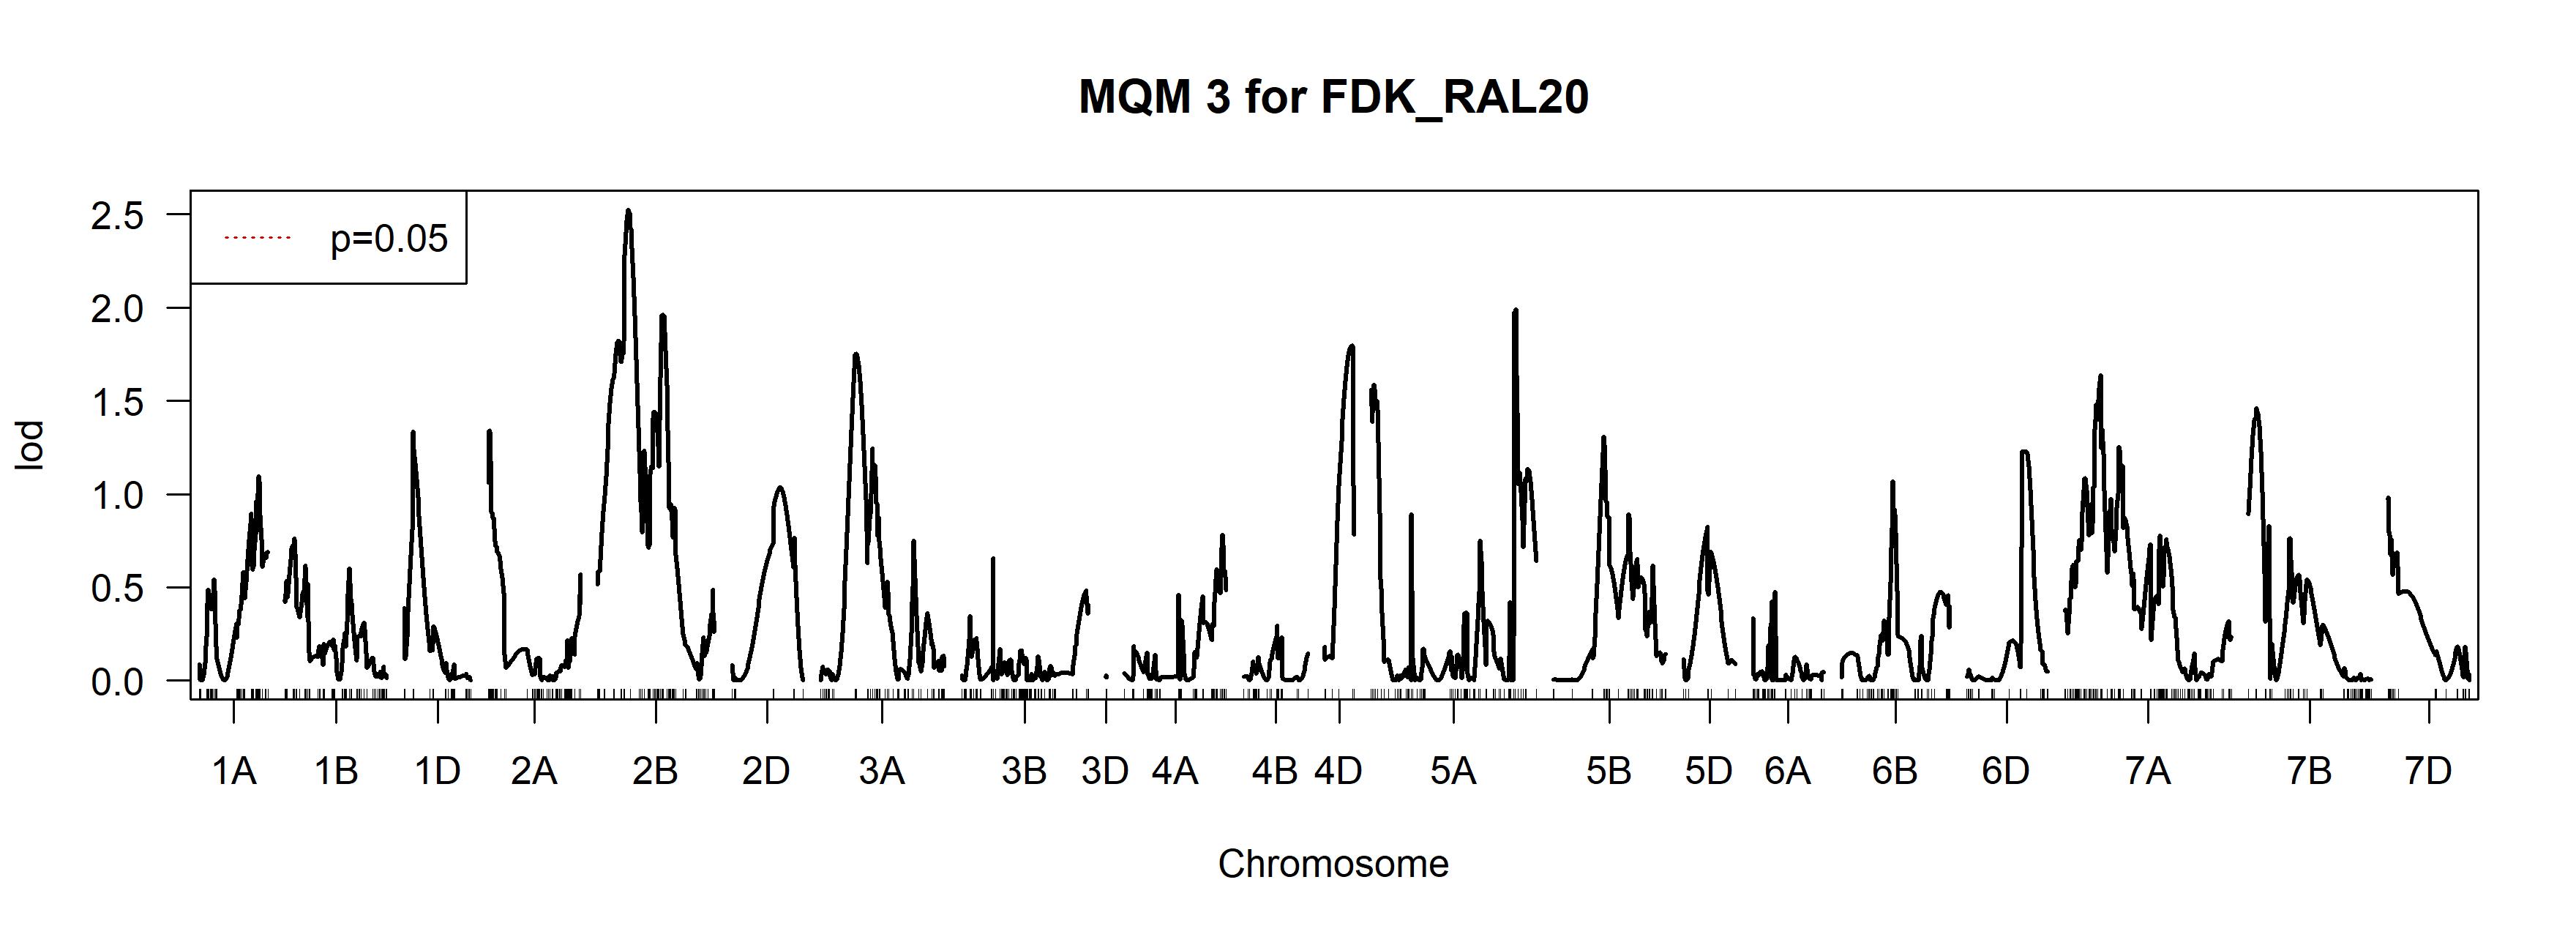 MQM 3 for FDK_RAL20
p=0.05
2.5
2.0
1.5
1.0
0.5
0.0
lod
1A 1B 1D 2A 2B 2D 3A 3B 3D 4A 4B 4D 5A 5B 5D 6A 6B 6D 7A 7B 7D
Chromosome